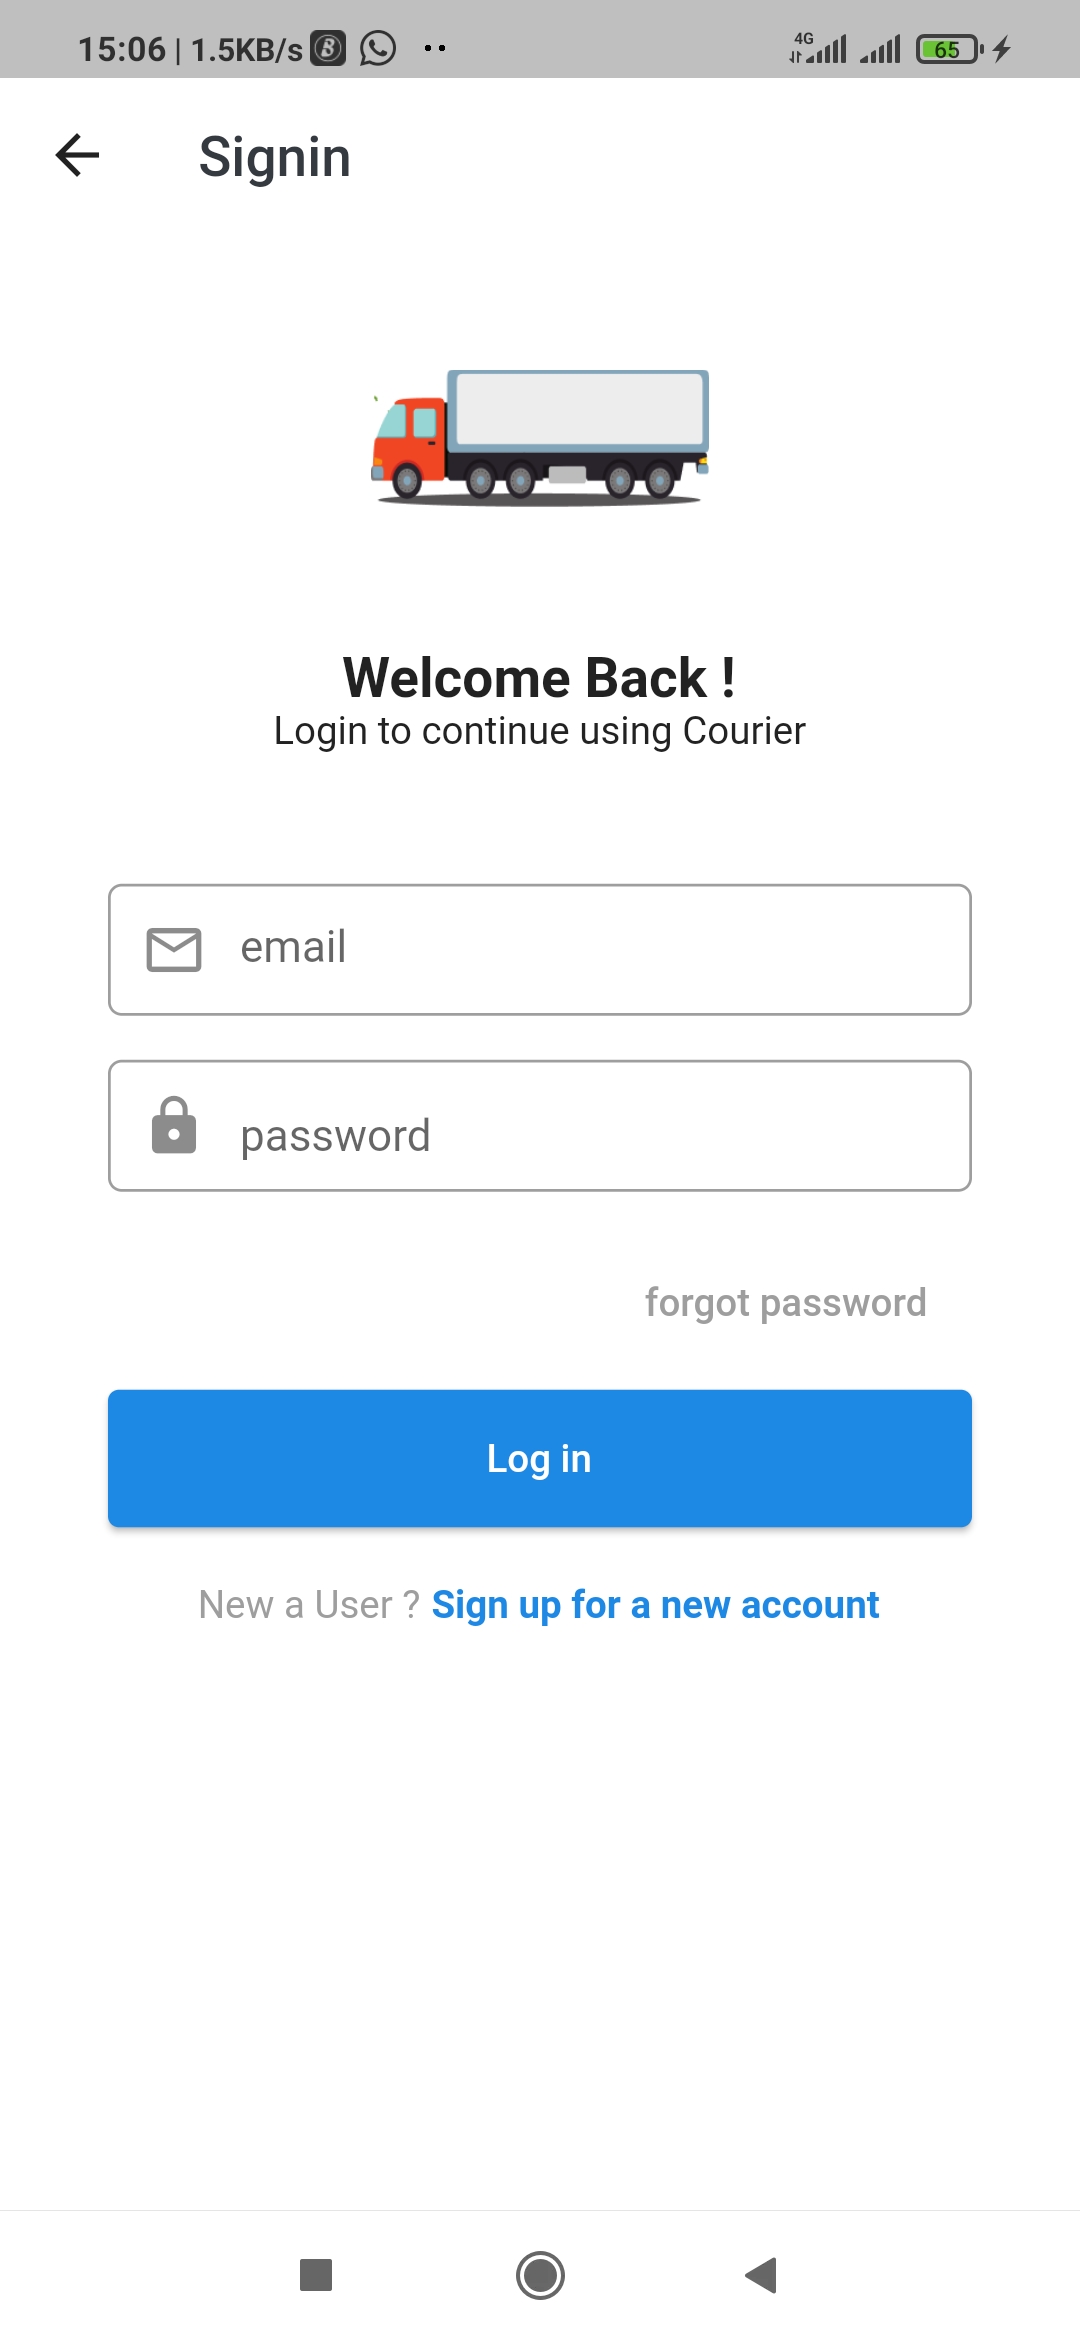 15:06 | 1.5KB/s
4G
65
Signin
Welcome Back !
Login to continue using Courier
email
password
forgot password
Log in
New a User ? Sign up for a new account